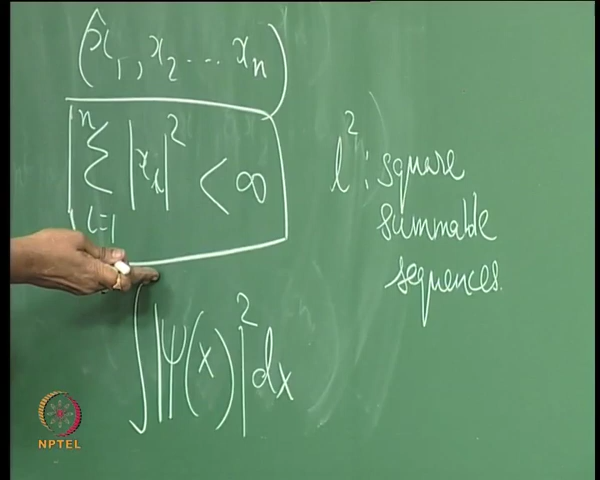 (x₁, x₂ ... xₙ)
n
Σ |xᵢ|² < ∞
i=1
l² : square
summable
sequences.
∫|ψ(x)|² dx
NPTEL